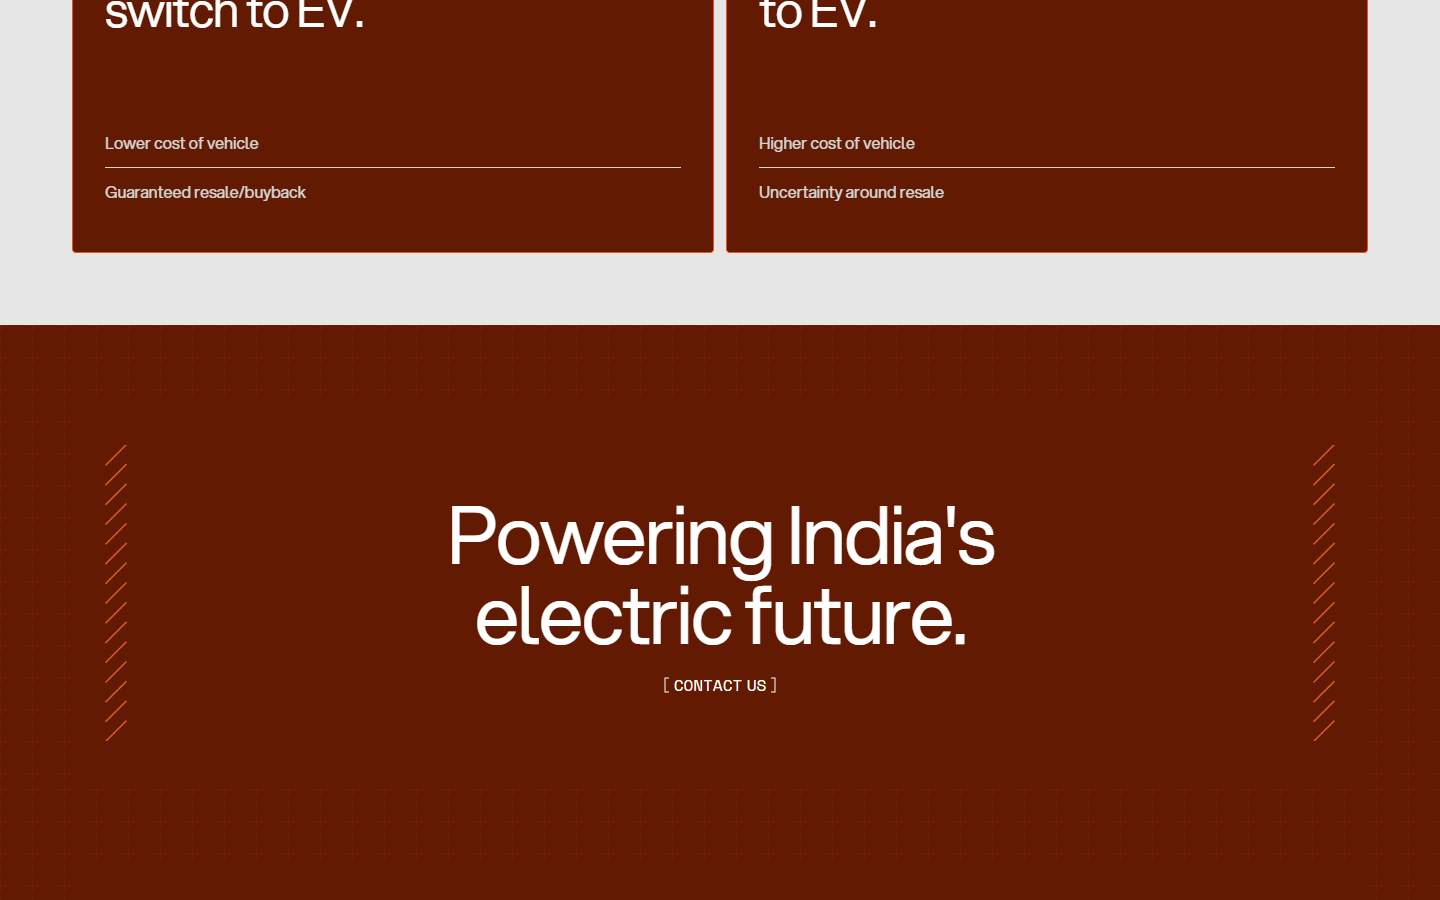 switch to EV.
to EV.
Lower cost of vehicle
Guaranteed resale/buyback
Higher cost of vehicle
Uncertainty around resale
Powering India's
electric future.
[ CONTACT US ]